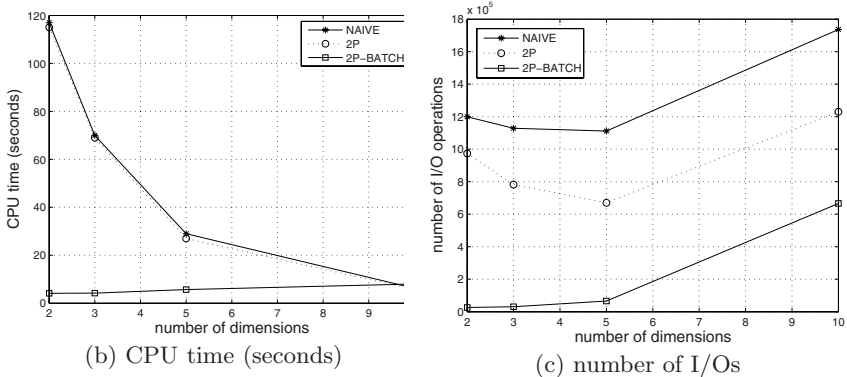 120
100
80
60
40
20
0
2
3
4
5
6
7
8
9
CPU time (seconds)
number of dimensions
NAIVE
2P
2P-BATCH
(b) CPU time (seconds)
x 10^5
18
16
14
12
10
8
6
4
2
0
2
3
4
5
6
7
8
9
10
number of I/O operations
number of dimensions
NAIVE
2P
2P-BATCH
(c) number of I/Os